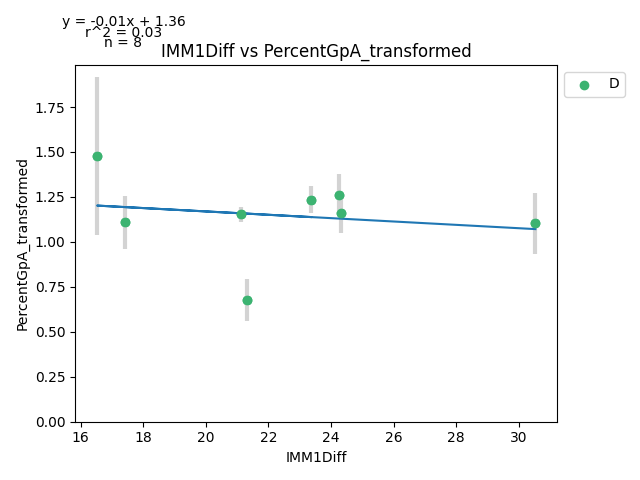 y = -0.01x + 1.36
r^2 = 0.03
n = 8
IMM1Diff vs PercentGpA_transformed
D
PercentGpA_transformed
1.75
1.50
1.25
1.00
0.75
0.50
0.25
0.00
16 18 20 22 24 26 28 30
IMM1Diff